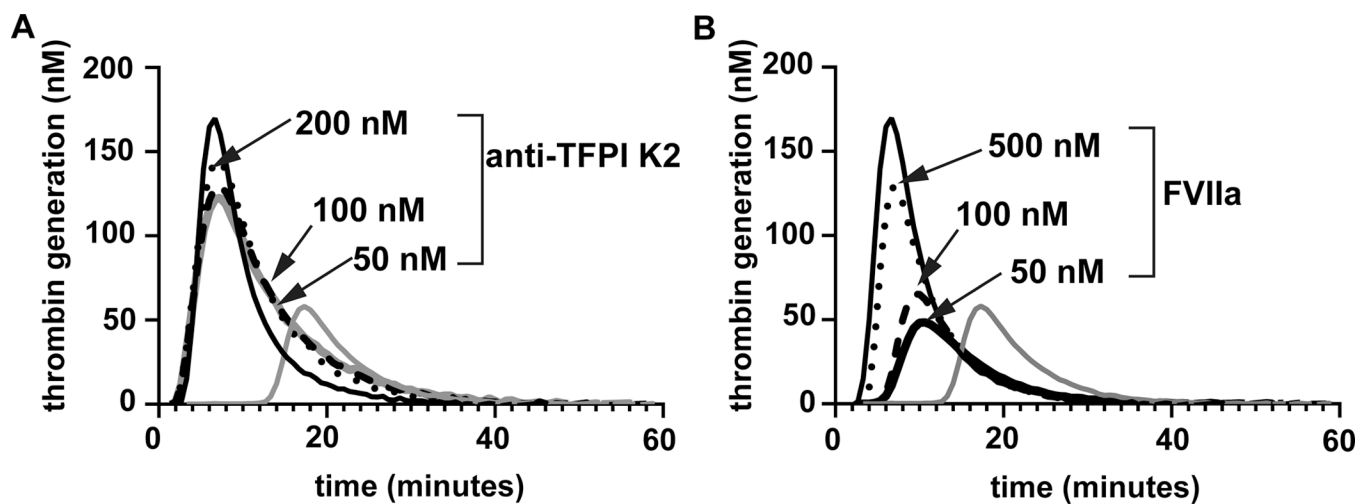 A
thrombin generation (nM)
200
150
100
50
0
0
20
40
60
time (minutes)
200 nM
100 nM
50 nM
anti-TFPI K2
B
thrombin generation (nM)
200
150
100
50
0
0
20
40
60
time (minutes)
500 nM
100 nM
50 nM
FVIIa